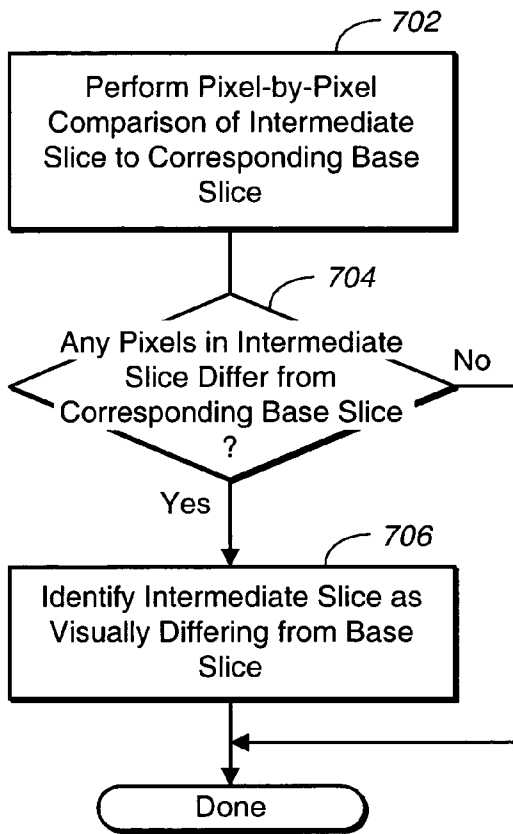 702
Perform Pixel-by-Pixel
Comparison of Intermediate
Slice to Corresponding Base
Slice
704
Any Pixels in Intermediate
Slice Differ from
Corresponding Base Slice
?
No
Yes
706
Identify Intermediate Slice as
Visually Differing from Base
Slice
Done